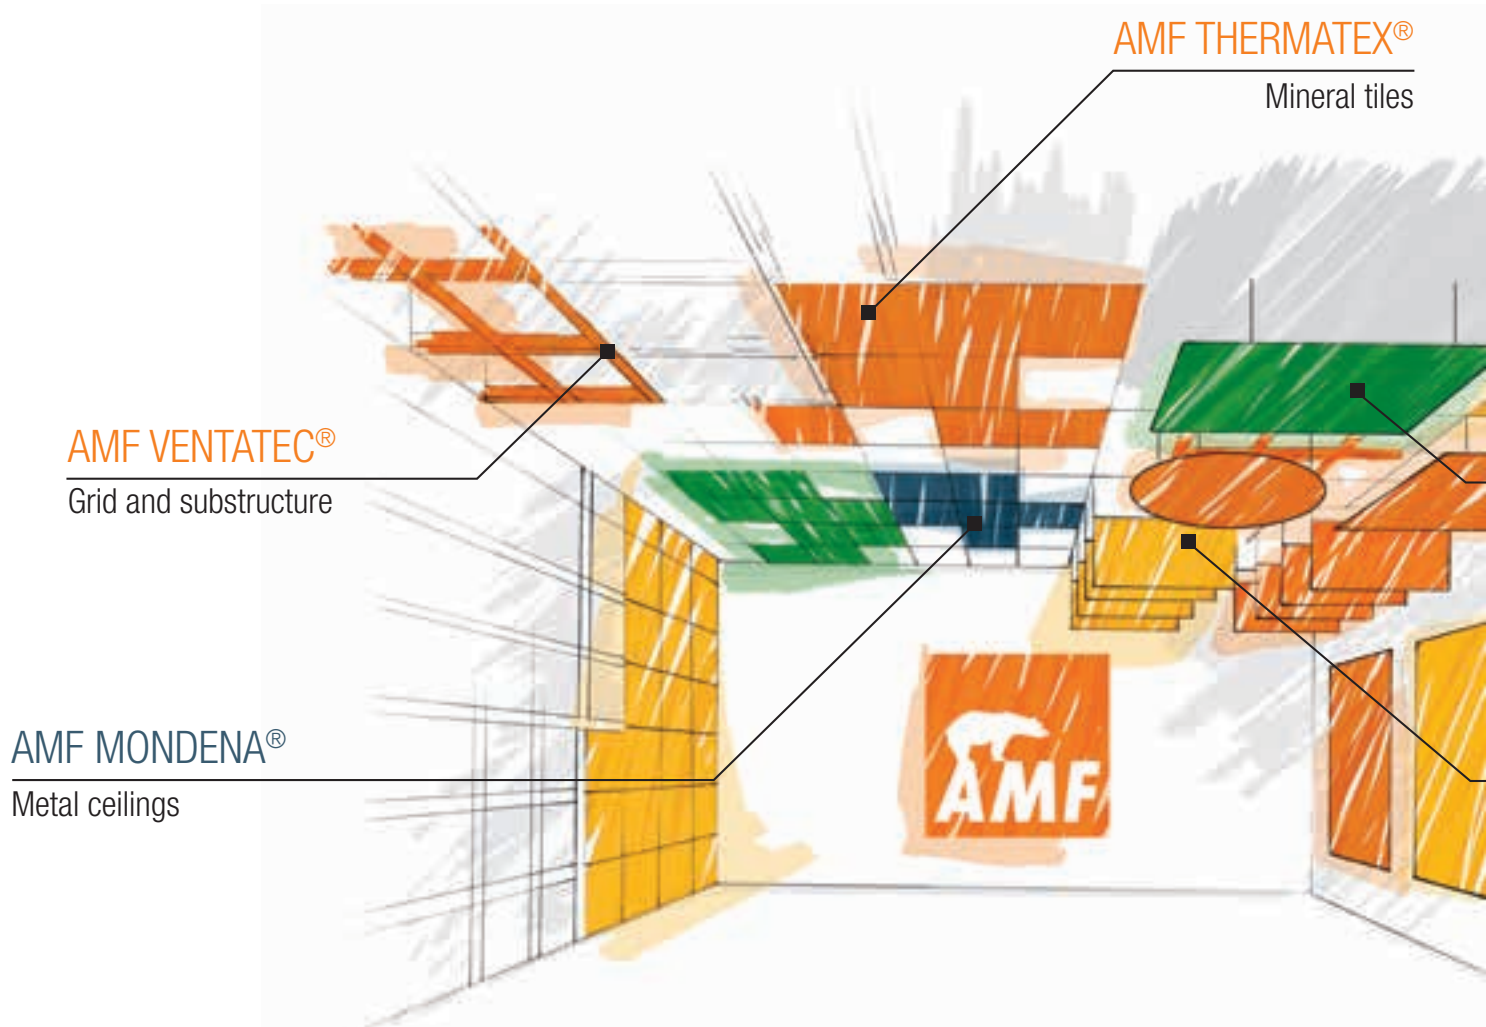 AMF THERMATEX®
Mineral tiles
AMF VENTATEC®
Grid and substructure
AMF MONDENA®
Metal ceilings
AMF